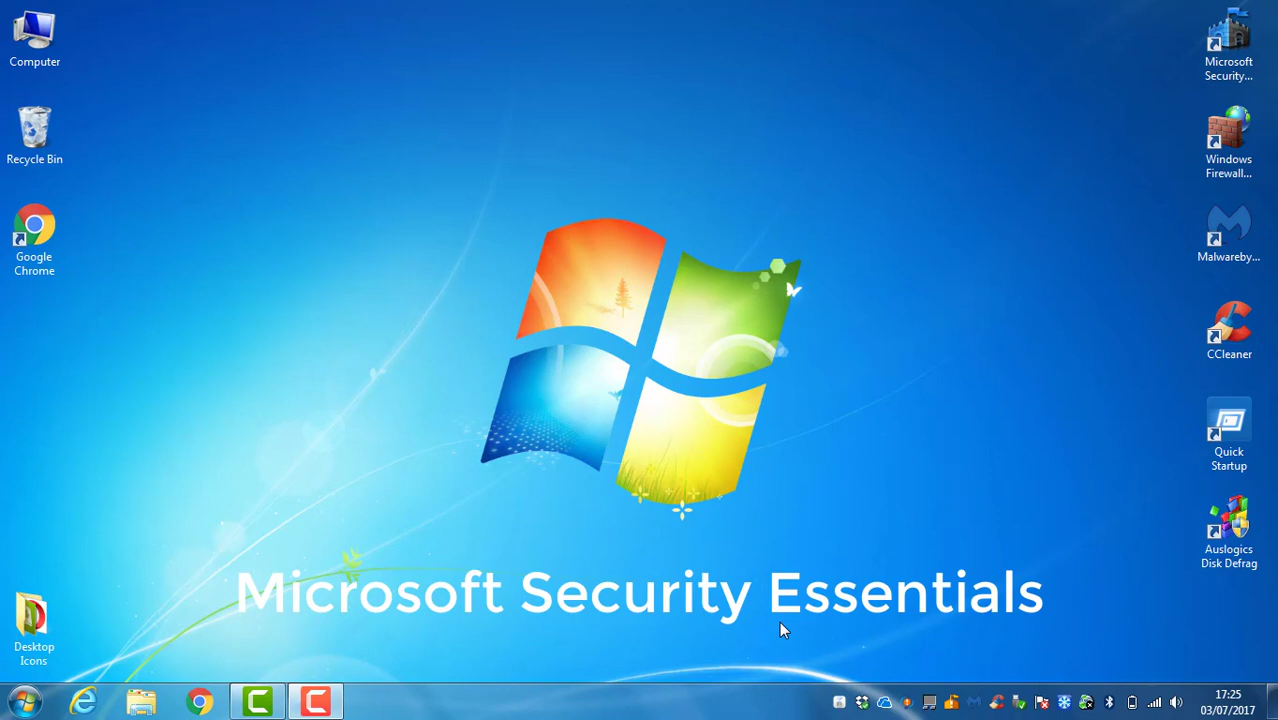 Computer
Recycle Bin
Google
Chrome
Desktop
Icons
Microsoft
Security...
Windows
Firewall...
Malwareby...
CCleaner
Quick
Startup
Auslogics
Disk Defrag
Microsoft Security Essentials
17:25
03/07/2017